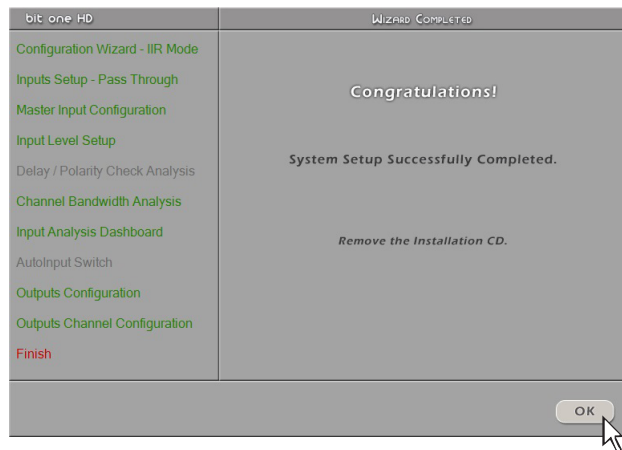 bit one HD
Wizard Completed
Configuration Wizard - IIR Mode
Inputs Setup - Pass Through
Master Input Configuration
Input Level Setup
Delay / Polarity Check Analysis
Channel Bandwidth Analysis
Input Analysis Dashboard
AutoInput Switch
Outputs Configuration
Outputs Channel Configuration
Finish
Congratulations!
System Setup Successfully Completed.
Remove the Installation CD.
OK